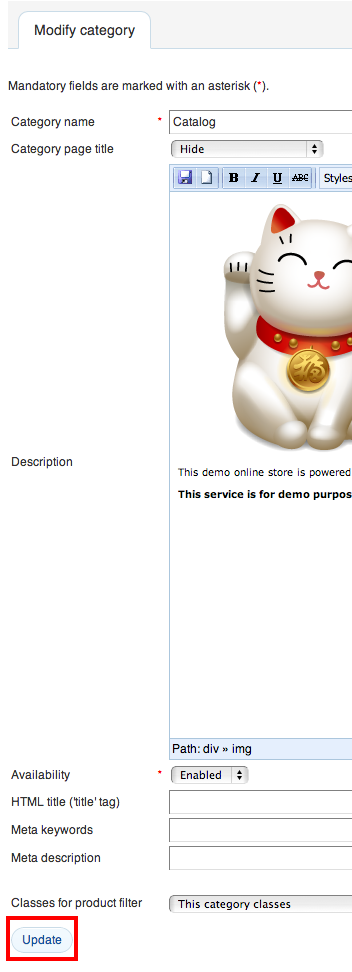 Modify category
Mandatory fields are marked with an asterisk (*).
Category name * Catalog
Category page title Hide
B I U ABC Styles
福
Description
This demo online store is powered
This service is for demo purpos
Path: div » img
Availability * Enabled
HTML title ('title' tag)
Meta keywords
Meta description
Classes for product filter This category classes
Update